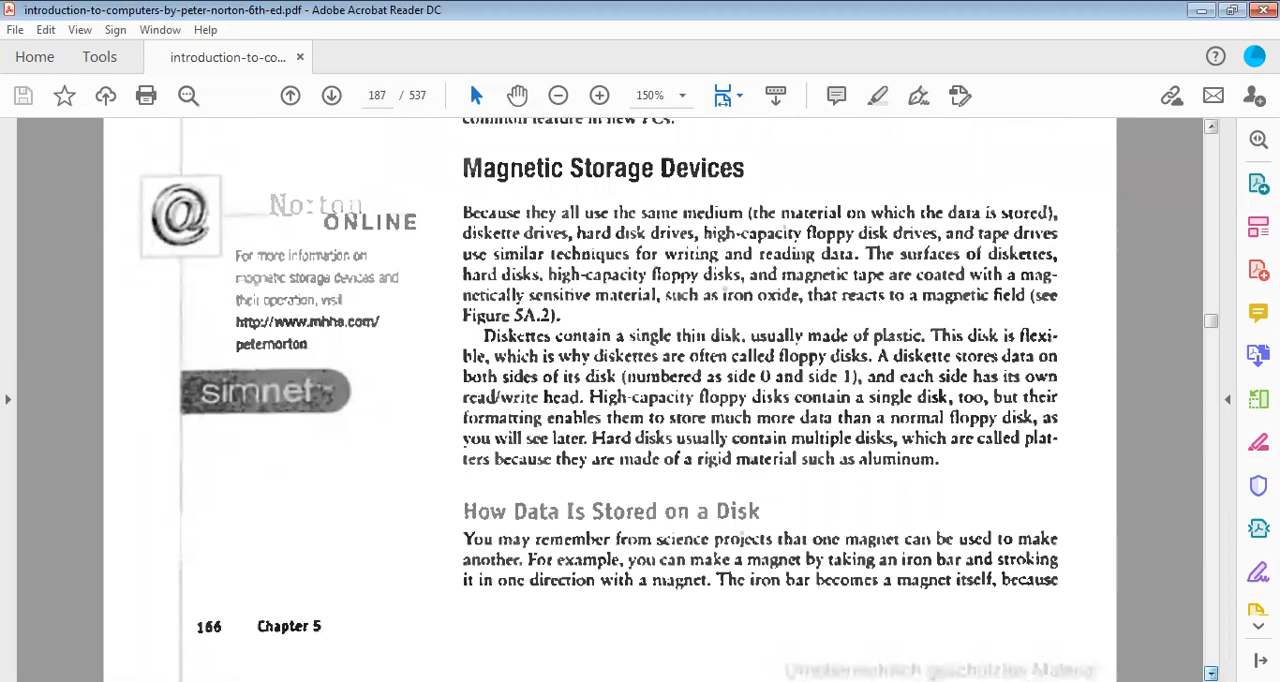 introduction-to-computers-by-peter-norton-6th-ed.pdf - Adobe Acrobat Reader DC
File Edit View Sign Window Help
Home Tools introduction-to-co... ×
187 / 537 150%
common feature in new PCs.
Magnetic Storage Devices
Because they all use the same medium (the material on which the data is stored),
diskette drives, hard disk drives, high-capacity floppy disk drives, and tape drives
use similar techniques for writing and reading data. The surfaces of diskettes,
hard disks, high-capacity floppy disks, and magnetic tape are coated with a mag-
netically sensitive material, such as iron oxide, that reacts to a magnetic field (see
Figure 5A.2).
Diskettes contain a single thin disk, usually made of plastic. This disk is flexi-
ble, which is why diskettes are often called floppy disks. A diskette stores data on
both sides of its disk (numbered as side 0 and side 1), and each side has its own
read/write head. High-capacity floppy disks contain a single disk, too, but their
formatting enables them to store much more data than a normal floppy disk, as
you will see later. Hard disks usually contain multiple disks, which are called plat-
ters because they are made of a rigid material such as aluminum.
How Data Is Stored on a Disk
You may remember from science projects that one magnet can be used to make
another. For example, you can make a magnet by taking an iron bar and stroking
it in one direction with a magnet. The iron bar becomes a magnet itself, because
@
Norton
ONLINE
For more information on
magnetic storage devices and
their operation, visit
http://www.mhhe.com/
peternorton
simnet
166 Chapter 5